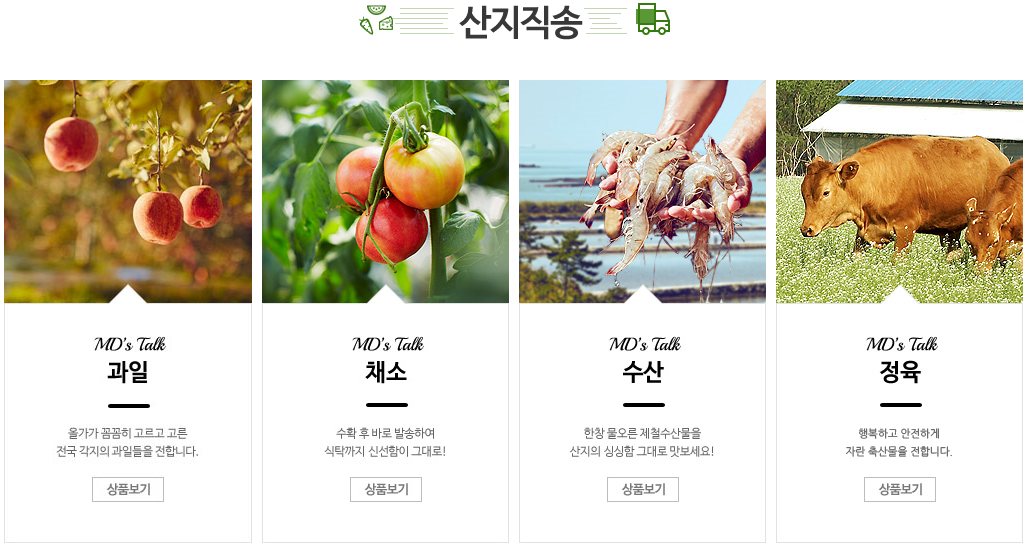 산지직송
MD's Talk
과일
올가가 꼼꼼히 고르고 고른
전국 각지의 과일들을 전합니다.
상품보기
MD's Talk
채소
수확 후 바로 발송하여
식탁까지 신선함이 그대로!
상품보기
MD's Talk
수산
한창 물오른 제철수산물을
산지의 싱싱함 그대로 맛보세요!
상품보기
MD's Talk
정육
행복하고 안전하게
자란 축산물을 전합니다.
상품보기